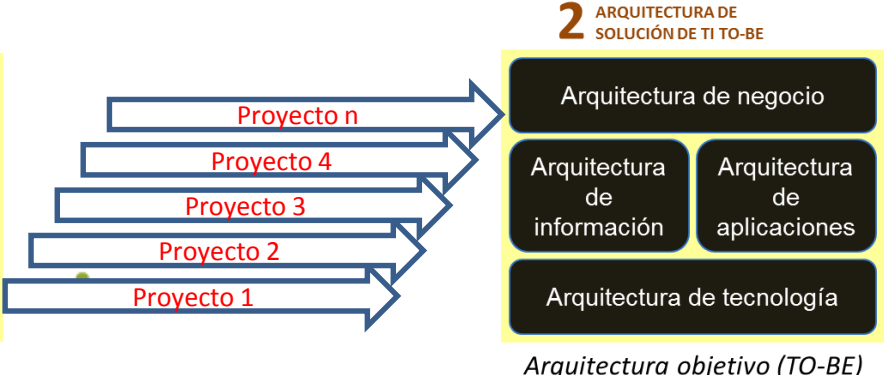 2 ARQUITECTURA DE
SOLUCIÓN DE TI TO-BE
Proyecto n
Proyecto 4
Proyecto 3
Proyecto 2
Proyecto 1
Arquitectura de negocio
Arquitectura
de
información
Arquitectura
de
aplicaciones
Arquitectura de tecnología
Arquitectura objetivo (TO-BE)